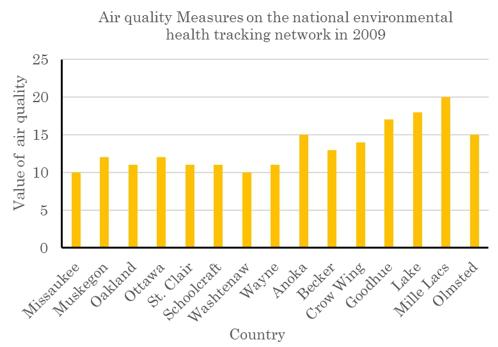 Air quality Measures on the national environmental
health tracking network in 2009
Value of air quality
25
20
15
10
5
0
Missaukee
Muskegon
Oakland
Ottawa
St. Clair
Schoolcraft
Washtenaw
Wayne
Anoka
Becker
Crow Wing
Goodhue
Lake
Mille Lacs
Olmsted
Country